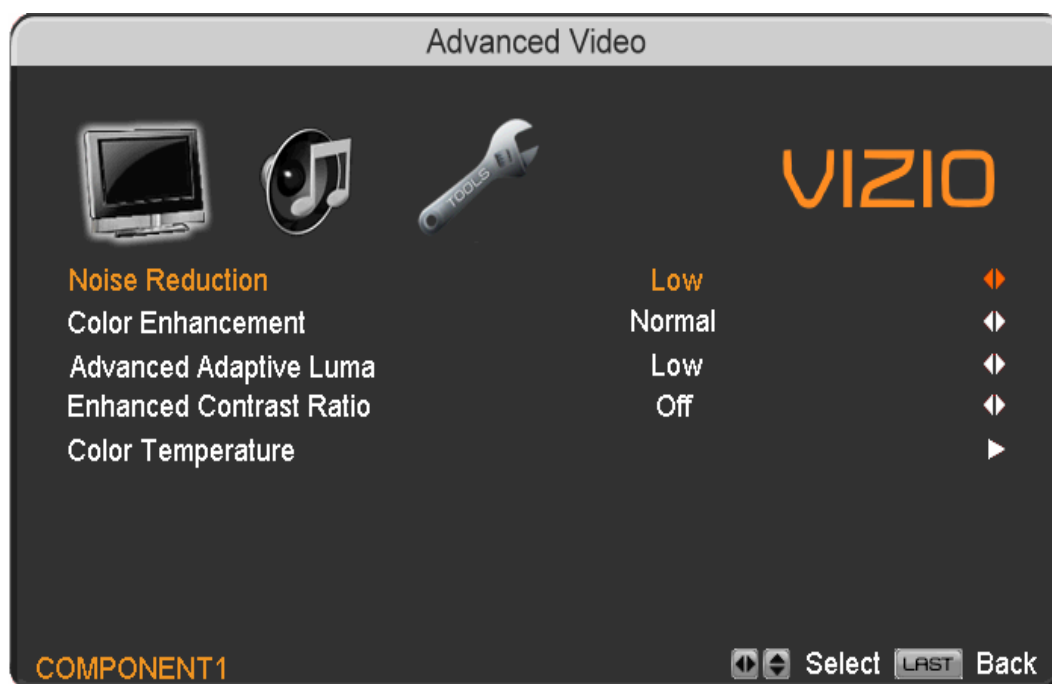 Advanced Video
TOOLS
VIZIO
Noise Reduction Low
Color Enhancement Normal
Advanced Adaptive Luma Low
Enhanced Contrast Ratio Off
Color Temperature
COMPONENT1 Select LAST Back